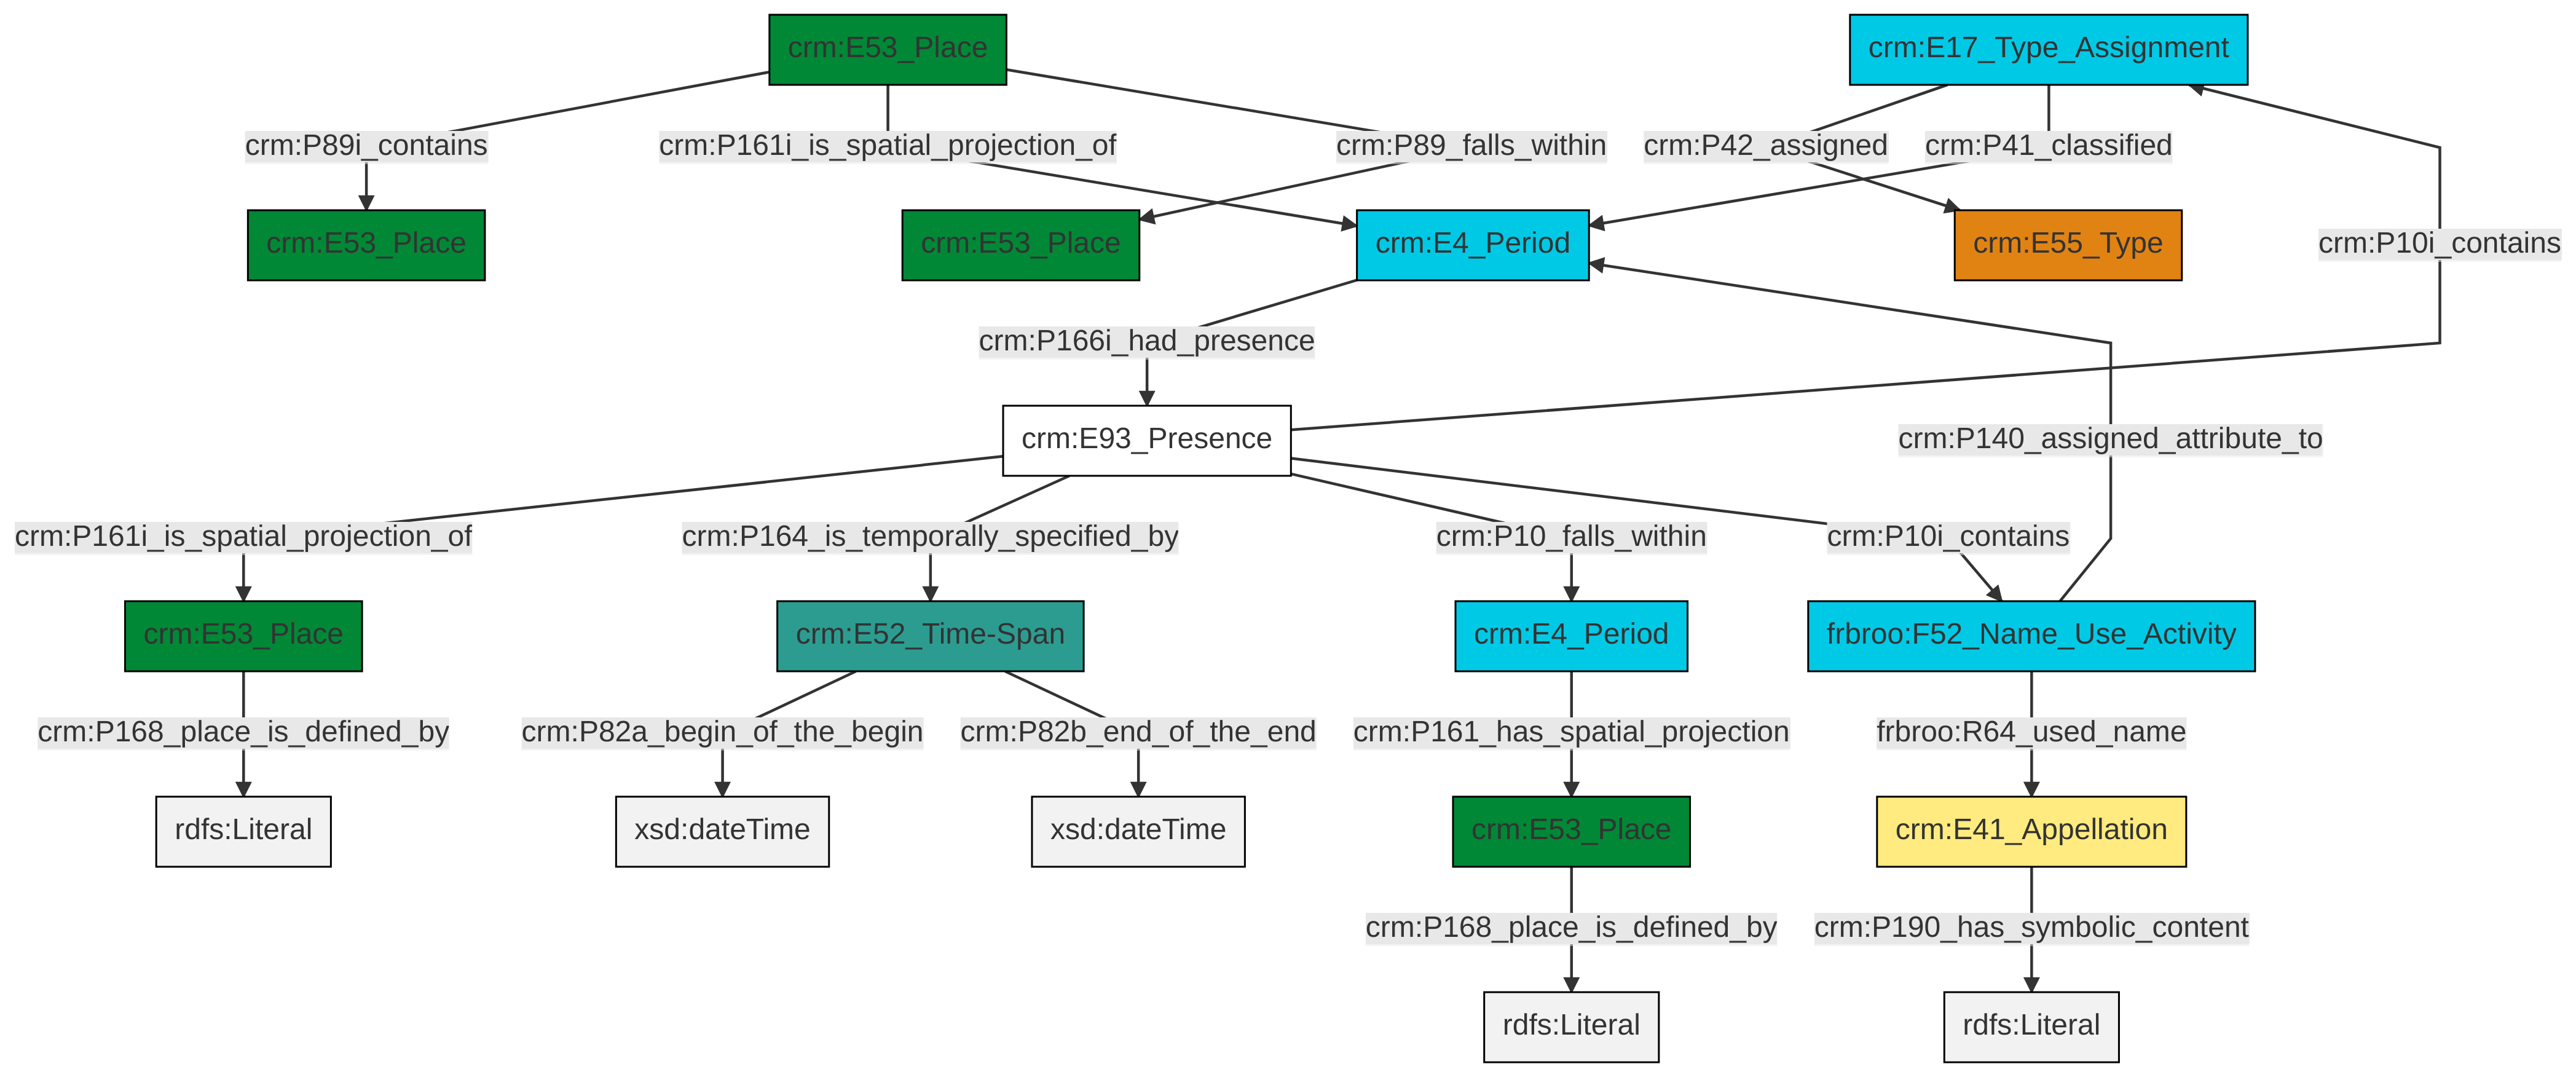 crm:E53_Place
crm:E17_Type_Assignment
crm:P89i_contains
crm:P161i_is_spatial_projection_of
crm:P89_falls_within
crm:P42_assigned
crm:P41_classified
crm:E53_Place
crm:E53_Place
crm:E4_Period
crm:E55_Type
crm:P10i_contains
crm:P166i_had_presence
crm:E93_Presence
crm:P140_assigned_attribute_to
crm:P161i_is_spatial_projection_of
crm:P164_is_temporally_specified_by
crm:P10_falls_within
crm:P10i_contains
crm:E53_Place
crm:E52_Time-Span
crm:E4_Period
frbroo:F52_Name_Use_Activity
crm:P168_place_is_defined_by
crm:P82a_begin_of_the_begin
crm:P82b_end_of_the_end
crm:P161_has_spatial_projection
frbroo:R64_used_name
rdfs:Literal
xsd:dateTime
xsd:dateTime
crm:E53_Place
crm:E41_Appellation
crm:P168_place_is_defined_by
crm:P190_has_symbolic_content
rdfs:Literal
rdfs:Literal